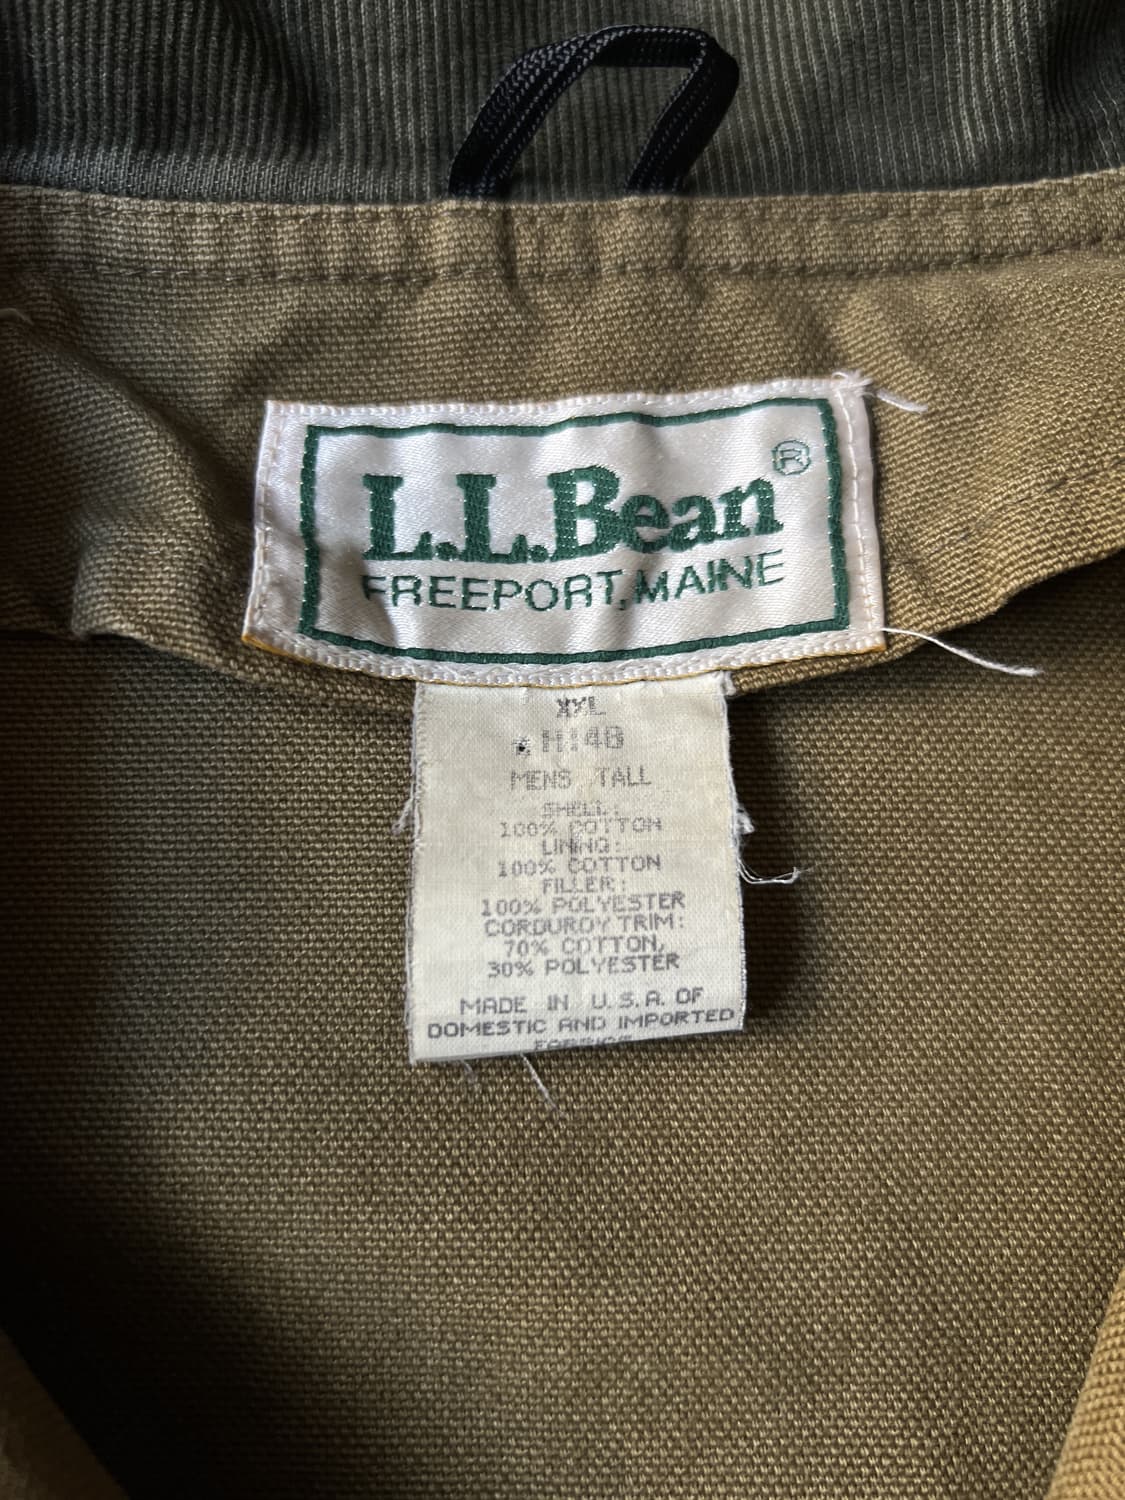 L.L.Bean®
FREEPORT, MAINE
XXL
MENS TALL
SHELL:
100% COTTON
LINING:
100% COTTON
FILLER:
100% POLYESTER
CORDUROY TRIM:
70% COTTON,
30% POLYESTER
MADE IN U.S.A. OF
DOMESTIC AND IMPORTED
FABRICS